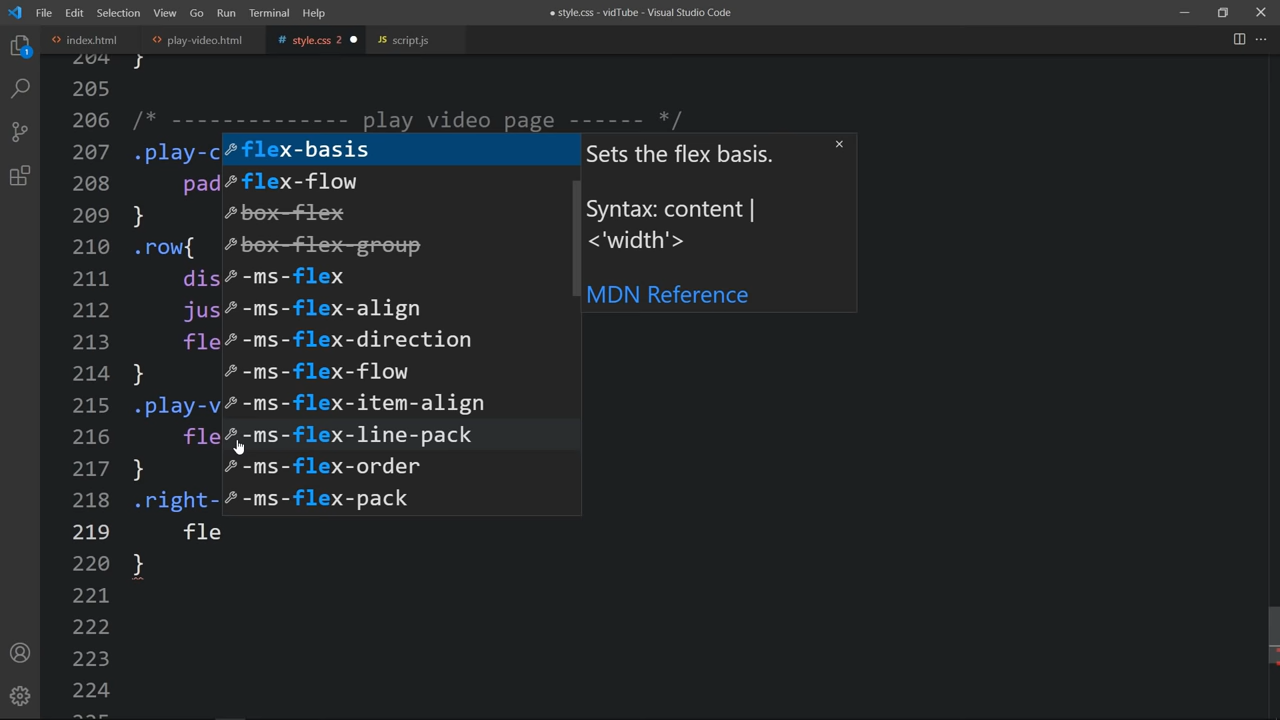 File Edit Selection View Go Run Terminal Help
● style.css - vidTube - Visual Studio Code
1
<> index.html
<> play-video.html
# style.css 2 ●
JS script.js
204 }
205
206 /* -------------- play video page ------ */
207 .play-c
208 pad
209 }
210 .row{
211 dis
212 jus
213 fle
214 }
215 .play-v
216 fle
217 }
218 .right-
219 fle
220 }
221
222
223
224
flex-basis
flex-flow
box-flex
box-flex-group
-ms-flex
-ms-flex-align
-ms-flex-direction
-ms-flex-flow
-ms-flex-item-align
-ms-flex-line-pack
-ms-flex-order
-ms-flex-pack
Sets the flex basis.
Syntax: content |
<'width'>
MDN Reference